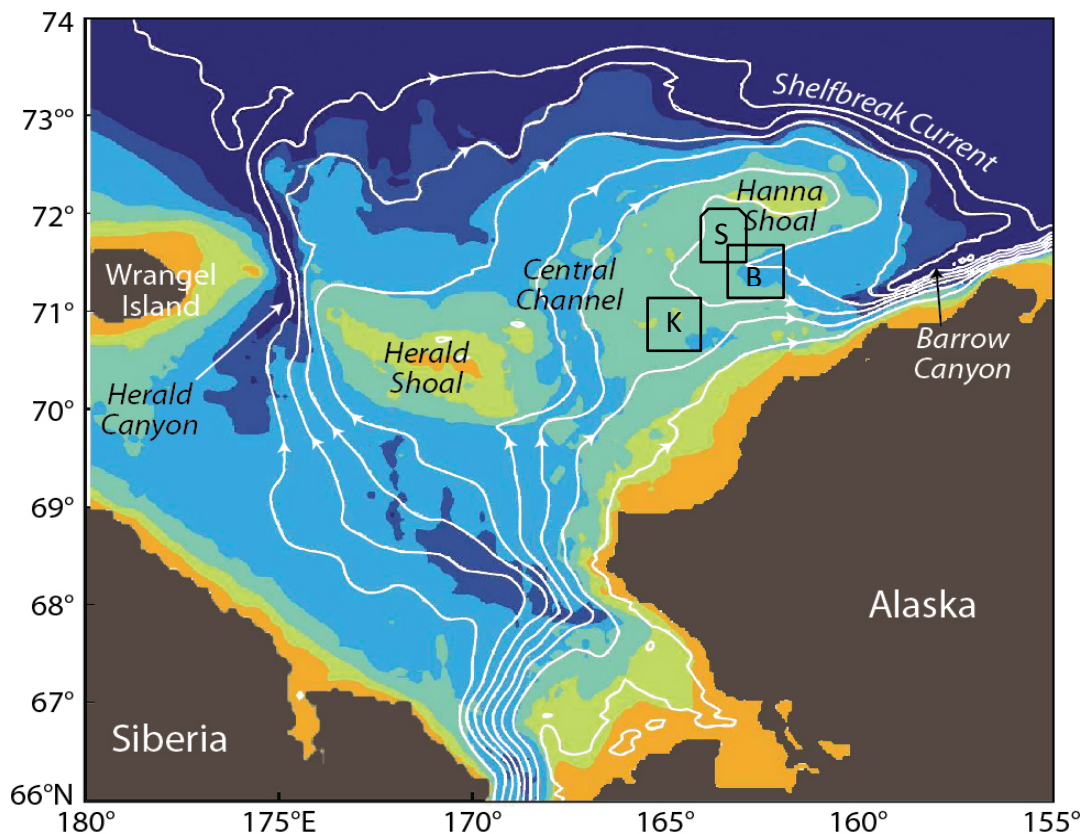 74
73°°
72°
71°
70°
69°
68°
67°
66°N
180°
175°E
170°
165°
160°
155°
Shelfbreak Current
Hanna
Shoal
S
B
K
Wrangel
Island
Central
Channel
Herald
Shoal
Herald
Canyon
Barrow
Canyon
Alaska
Siberia